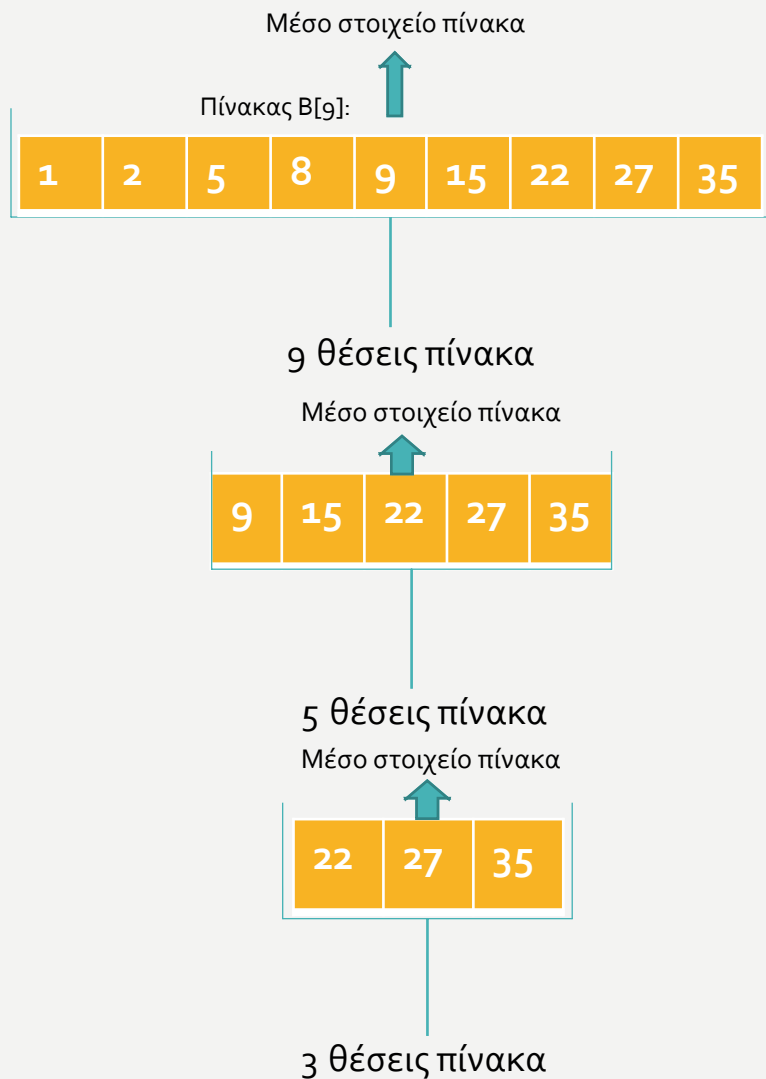 Μέσο στοιχείο πίνακα
Πίνακας Β[9]:
1 2 5 8 9 15 22 27 35
9 θέσεις πίνακα
Μέσο στοιχείο πίνακα
9 15 22 27 35
5 θέσεις πίνακα
Μέσο στοιχείο πίνακα
22 27 35
3 θέσεις πίνακα